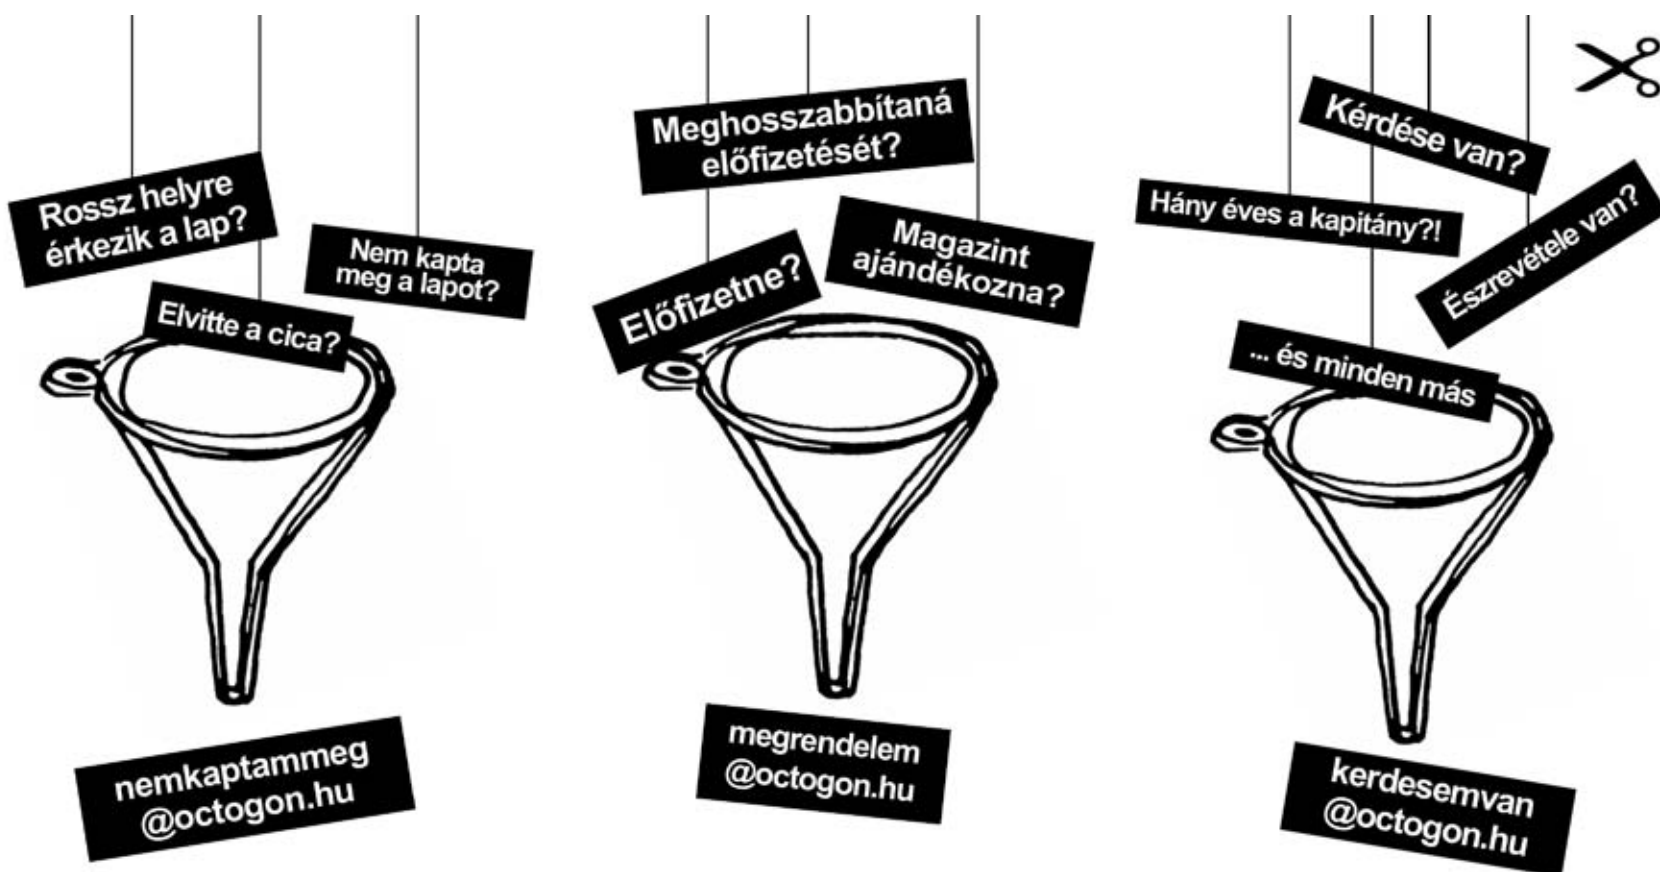 Rossz helyre
érkezik a lap?
Nem kapta
meg a lapot?
Elvitte a cica?
nemkaptammeg
@octogon.hu
Meghosszabbítaná
előfizetését?
Magazint
ajándékozna?
Előfizetne?
megrendelem
@octogon.hu
Kérdése van?
Hány éves a kapitány?!
Észrevétele van?
... és minden más
kerdesemvan
@octogon.hu